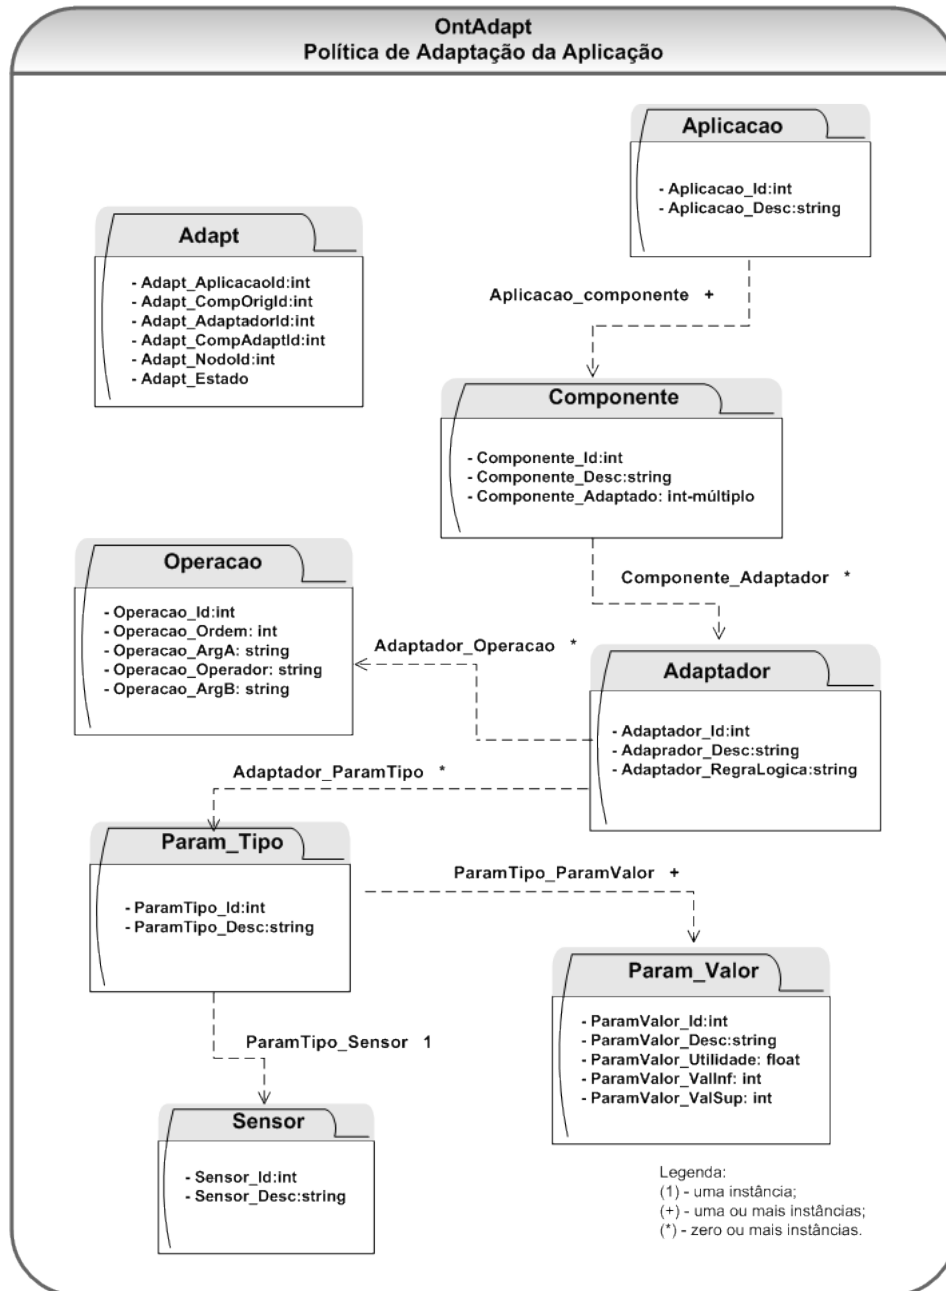 OntAdapt
Política de Adaptação da Aplicação
Aplicacao
- Aplicacao_Id:int
- Aplicacao_Desc:string
Adapt
- Adapt_AplicacaoId:int
- Adapt_CompOrigId:int
- Adapt_AdaptadorId:int
- Adapt_CompAdaptId:int
- Adapt_NodoId:int
- Adapt_Estado
Aplicacao_componente +
Componente
- Componente_Id:int
- Componente_Desc:string
- Componente_Adaptado: int-múltiplo
Operacao
- Operacao_Id:int
- Operacao_Ordem: int
- Operacao_ArgA: string
- Operacao_Operador: string
- Operacao_ArgB: string
Componente_Adaptador *
Adaptador_Operacao *
Adaptador
- Adaptador_Id:int
- Adaprador_Desc:string
- Adaptador_RegraLogica:string
Adaptador_ParamTipo *
Param_Tipo
- ParamTipo_Id:int
- ParamTipo_Desc:string
ParamTipo_ParamValor +
Param_Valor
- ParamValor_Id:int
- ParamValor_Desc:string
- ParamValor_Utilidade: float
- ParamValor_ValInf: int
- ParamValor_ValSup: int
ParamTipo_Sensor 1
Sensor
- Sensor_Id:int
- Sensor_Desc:string
Legenda:
(1) - uma instância;
(+) - uma ou mais instâncias;
(*) - zero ou mais instâncias.